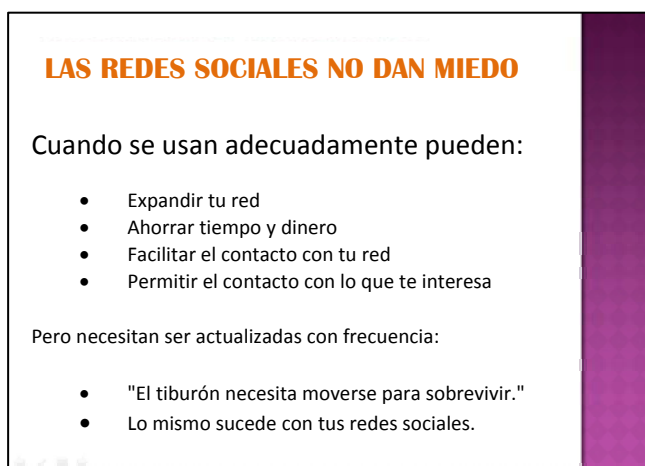 LAS REDES SOCIALES NO DAN MIEDO
Cuando se usan adecuadamente pueden:
• Expandir tu red
• Ahorrar tiempo y dinero
• Facilitar el contacto con tu red
• Permitir el contacto con lo que te interesa
Pero necesitan ser actualizadas con frecuencia:
• "El tiburón necesita moverse para sobrevivir."
• Lo mismo sucede con tus redes sociales.